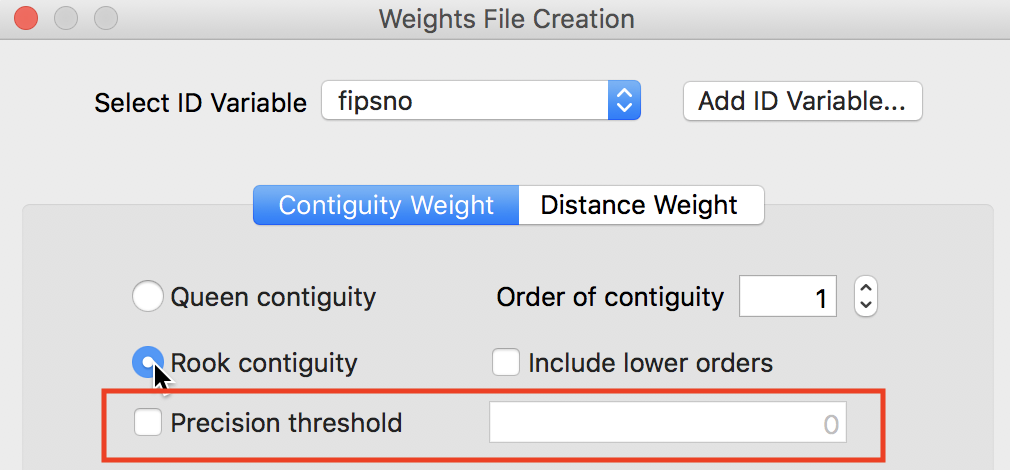 Weights File Creation
Select ID Variable fipsno Add ID Variable...
Contiguity Weight Distance Weight
Queen contiguity Order of contiguity 1
Rook contiguity Include lower orders
Precision threshold 0